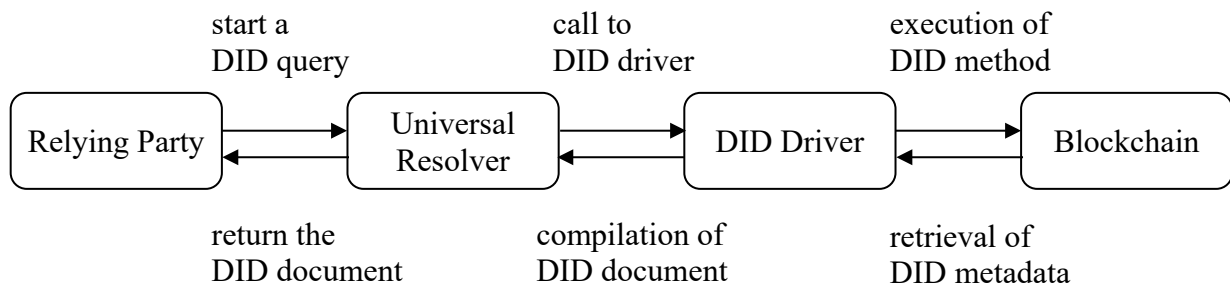 start a
DID query
call to
DID driver
execution of
DID method
Relying Party
Universal
Resolver
DID Driver
Blockchain
return the
DID document
compilation of
DID document
retrieval of
DID metadata